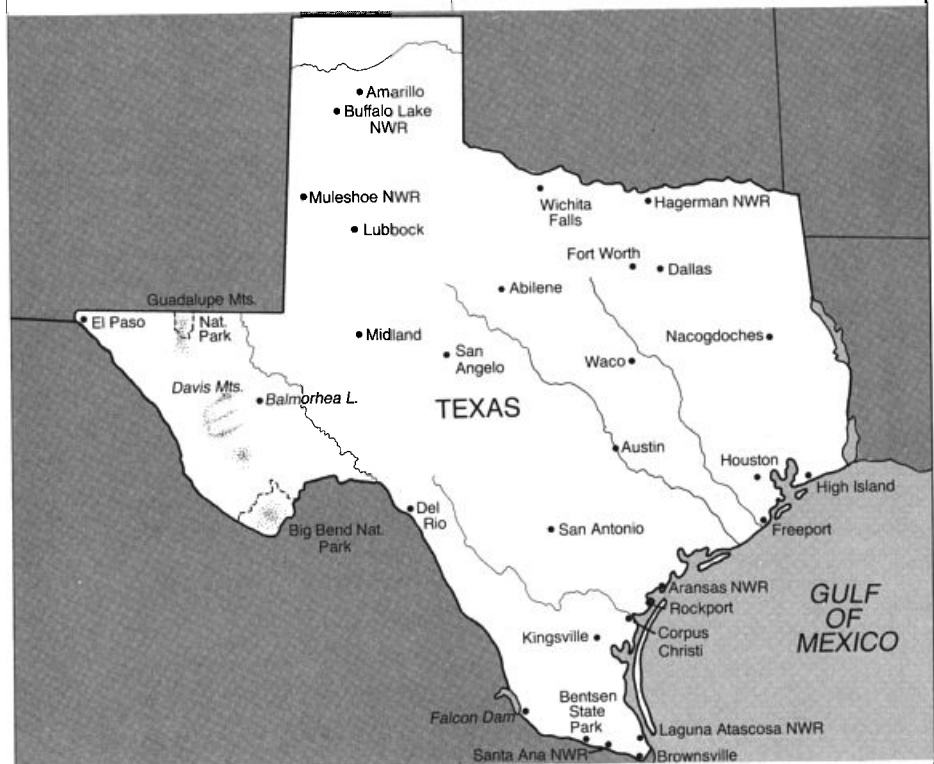 Amarillo
Buffalo Lake
NWR
Muleshoe NWR
Lubbock
Wichita
Falls
Hagerman NWR
Fort Worth
Dallas
Abilene
Guadalupe Mts.
Nat.
Park
El Paso
Midland
San
Angelo
Waco
Nacogdoches
Davis Mts.
Balmorhea L.
TEXAS
Austin
Houston
High Island
Del
Rio
Big Bend Nat.
Park
San Antonio
Freeport
Aransas NWR
Rockport
GULF
OF
MEXICO
Kingsville
Corpus
Christi
Bentsen
State
Park
Falcon Dam
Laguna Atascosa NWR
Santa Ana NWR
Brownsville